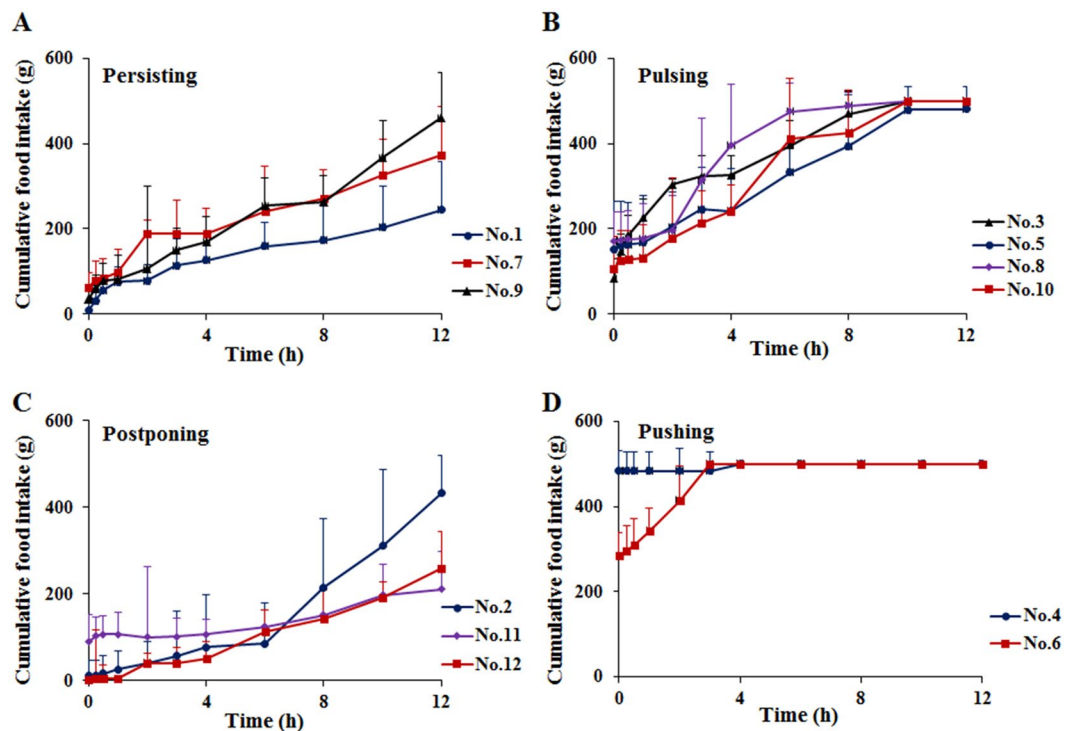 A
Persisting
Cumulative food intake (g)
600
400
200
0
0 4 8 12
Time (h)
No.1
No.7
No.9
B
Pulsing
Cumulative food intake (g)
600
400
200
0
0 4 8 12
Time (h)
No.3
No.5
No.8
No.10
C
Postponing
Cumulative food intake (g)
600
400
200
0
0 4 8 12
Time (h)
No.2
No.11
No.12
D
Pushing
Cumulative food intake (g)
600
400
200
0
0 4 8 12
Time (h)
No.4
No.6